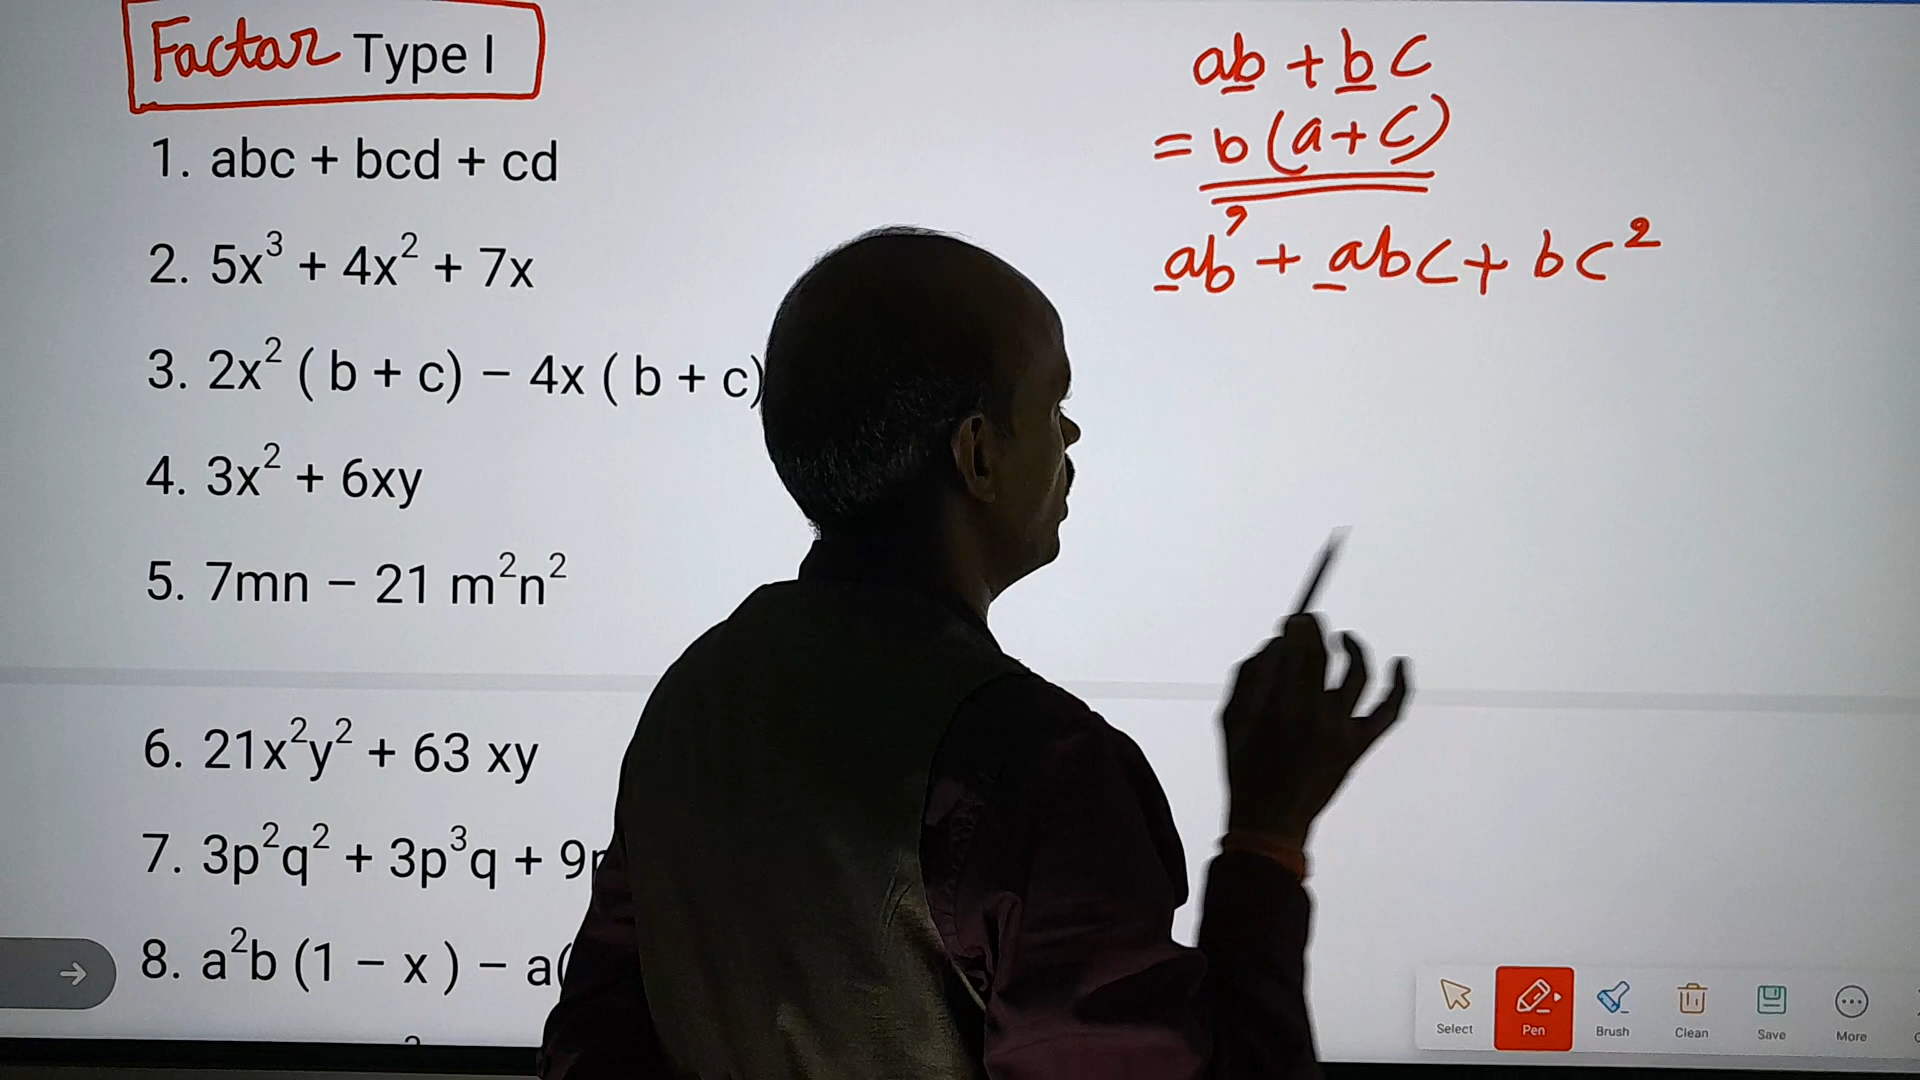 Factor Type I
1. abc + bcd + cd
2. 5x³ + 4x² + 7x
3. 2x² ( b + c) – 4x ( b + c)
4. 3x² + 6xy
5. 7mn – 21 m²n²
6. 21x²y² + 63 xy
7. 3p²q² + 3p³q + 9
8. a²b (1 – x ) – a(
ab + bc
= b(a+c)
ab² + abc + bc²
Select
Pen
Brush
Clean
Save
More